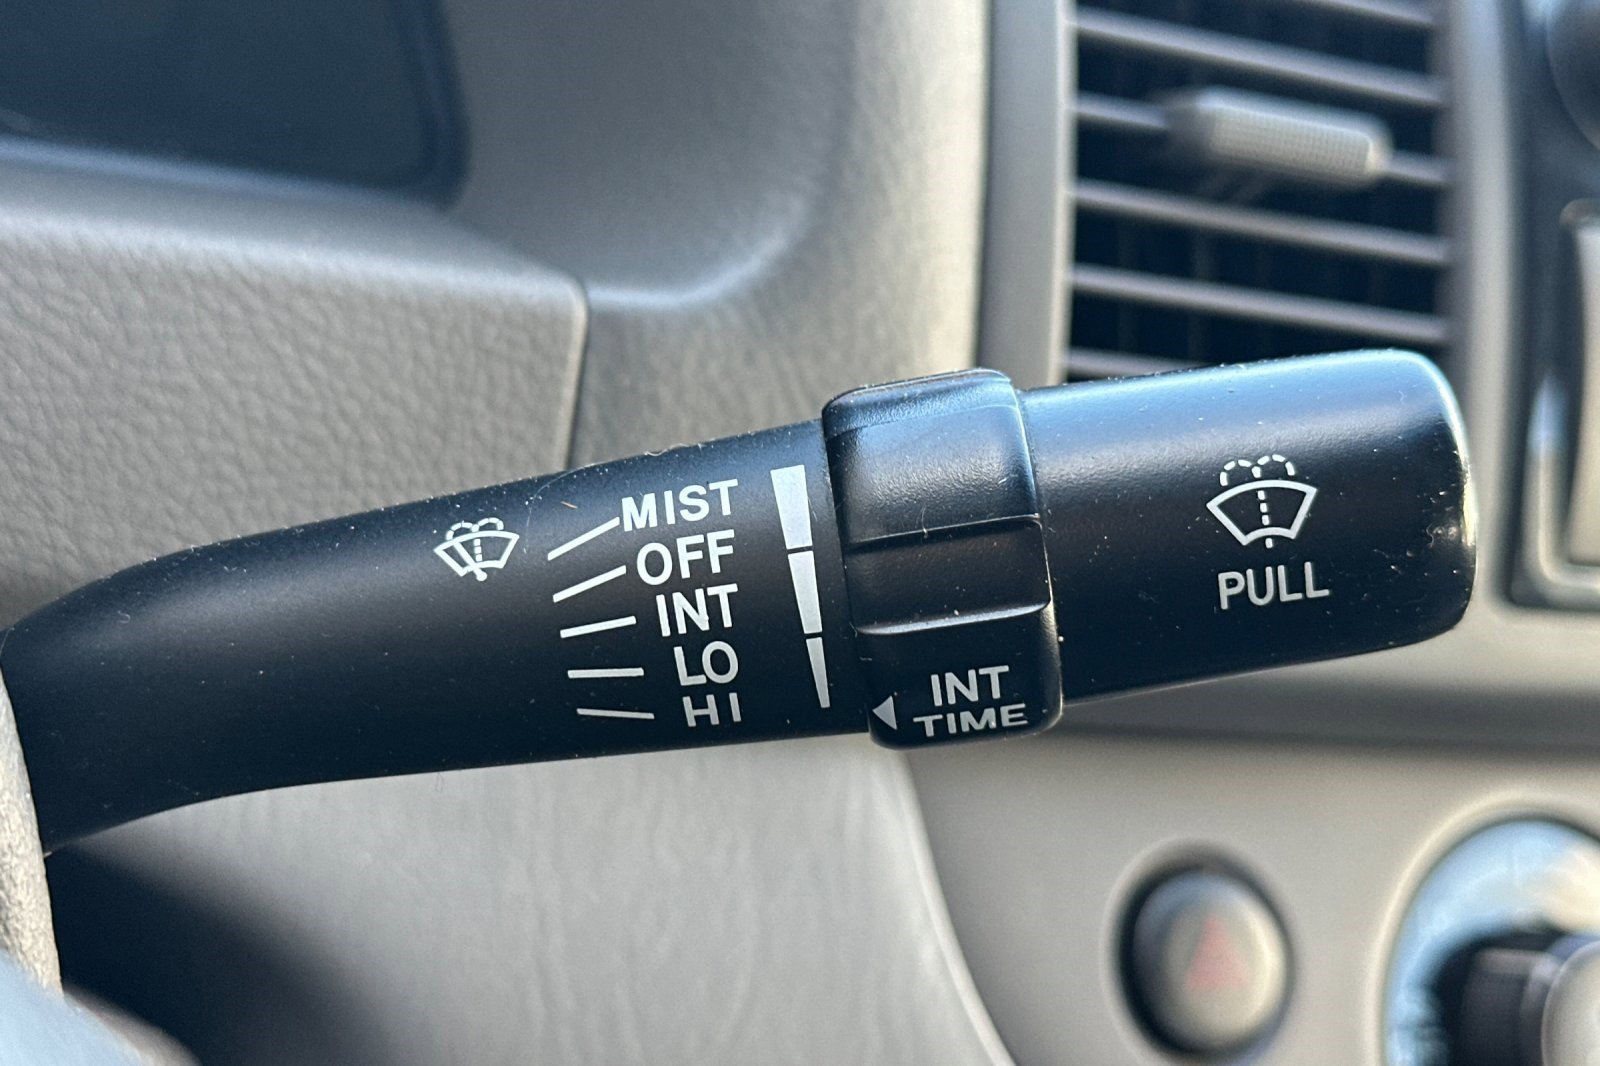 MIST
OFF
INT
LO
HI
INT
TIME
PULL